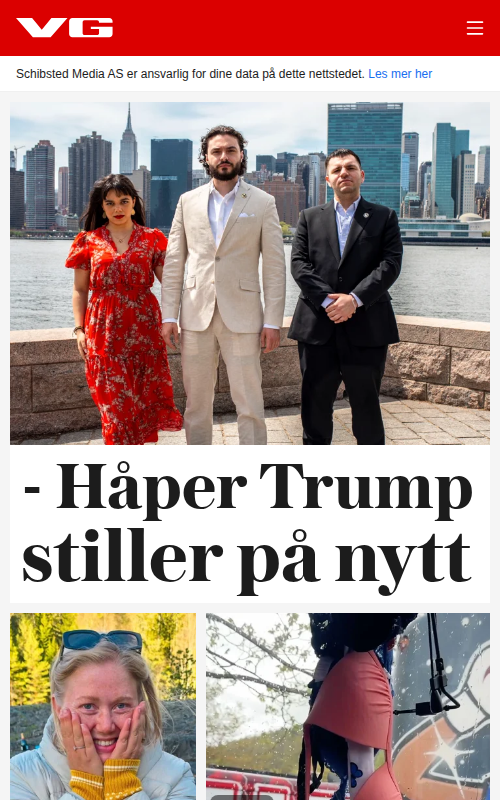 VG
Schibsted Media AS er ansvarlig for dine data på dette nettstedet. Les mer her
- Håper Trump
stiller på nytt